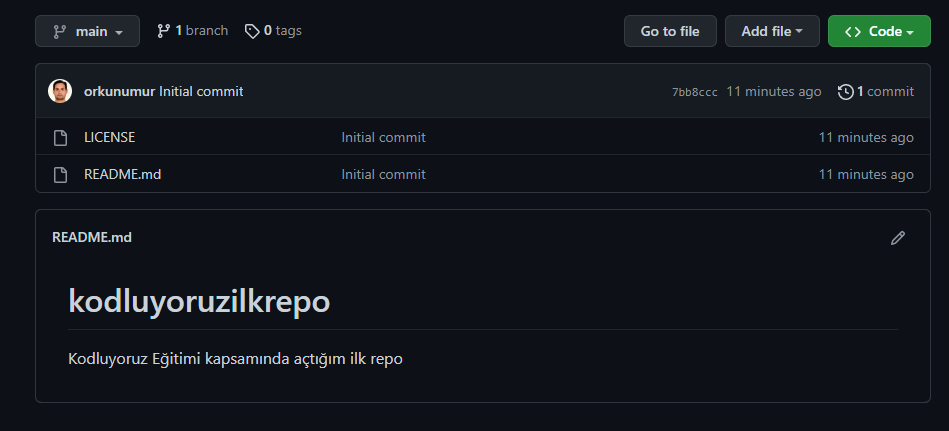 main 1 branch 0 tags Go to file Add file Code
orkunumur Initial commit 7bb8ccc 11 minutes ago 1 commit
LICENSE Initial commit 11 minutes ago
README.md Initial commit 11 minutes ago
README.md
kodluyoruzilkrepo
Kodluyoruz Eğitimi kapsamında açtığım ilk repo